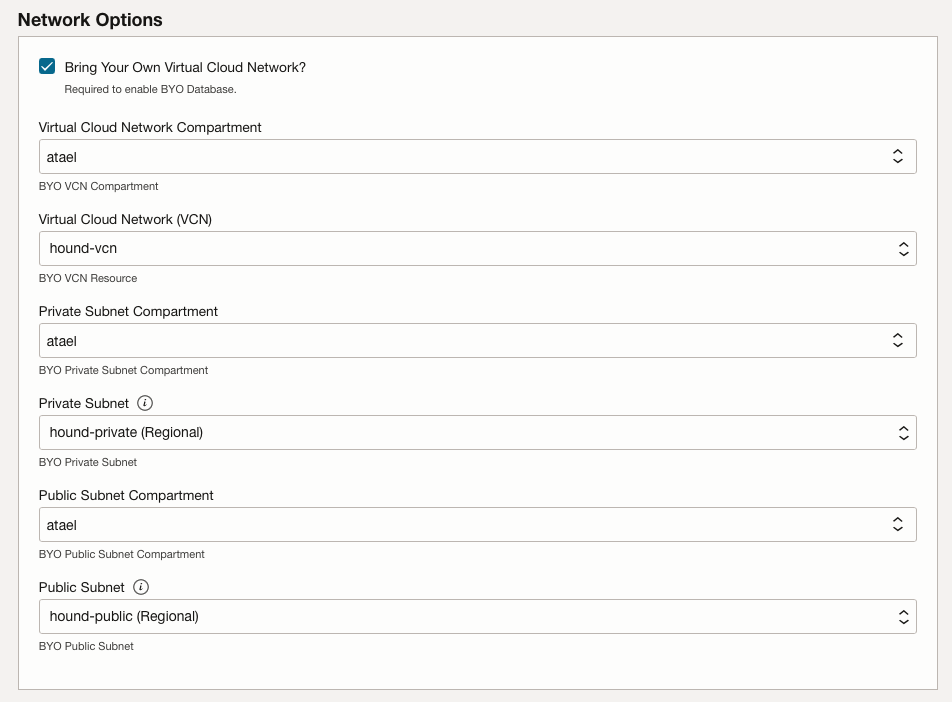 Network Options
Bring Your Own Virtual Cloud Network?
Required to enable BYO Database.
Virtual Cloud Network Compartment
atael
BYO VCN Compartment
Virtual Cloud Network (VCN)
hound-vcn
BYO VCN Resource
Private Subnet Compartment
atael
BYO Private Subnet Compartment
Private Subnet
hound-private (Regional)
BYO Private Subnet
Public Subnet Compartment
atael
BYO Public Subnet Compartment
Public Subnet
hound-public (Regional)
BYO Public Subnet